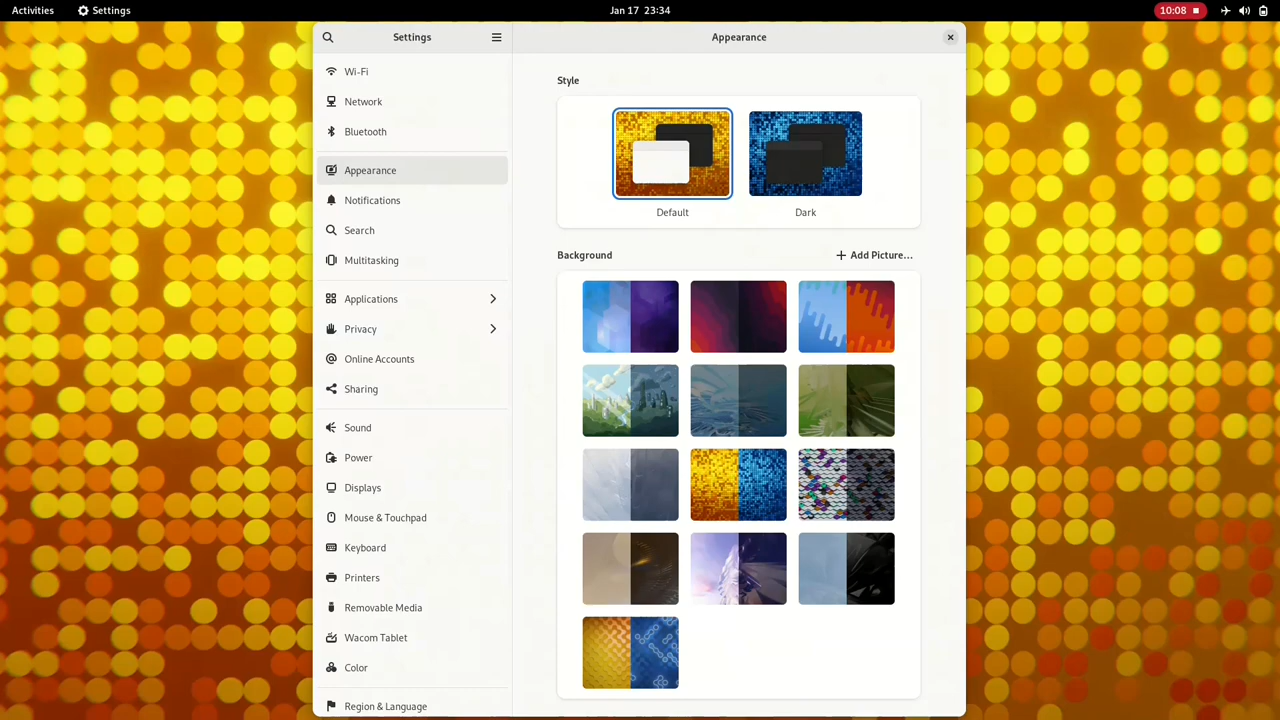 Activities
Settings
Jan 17 23:34
10:08
Settings
Appearance
Wi-Fi
Network
Bluetooth
Appearance
Notifications
Search
Multitasking
Applications
Privacy
Online Accounts
Sharing
Sound
Power
Displays
Mouse & Touchpad
Keyboard
Printers
Removable Media
Wacom Tablet
Color
Region & Language
Style
Default
Dark
Background
Add Picture…